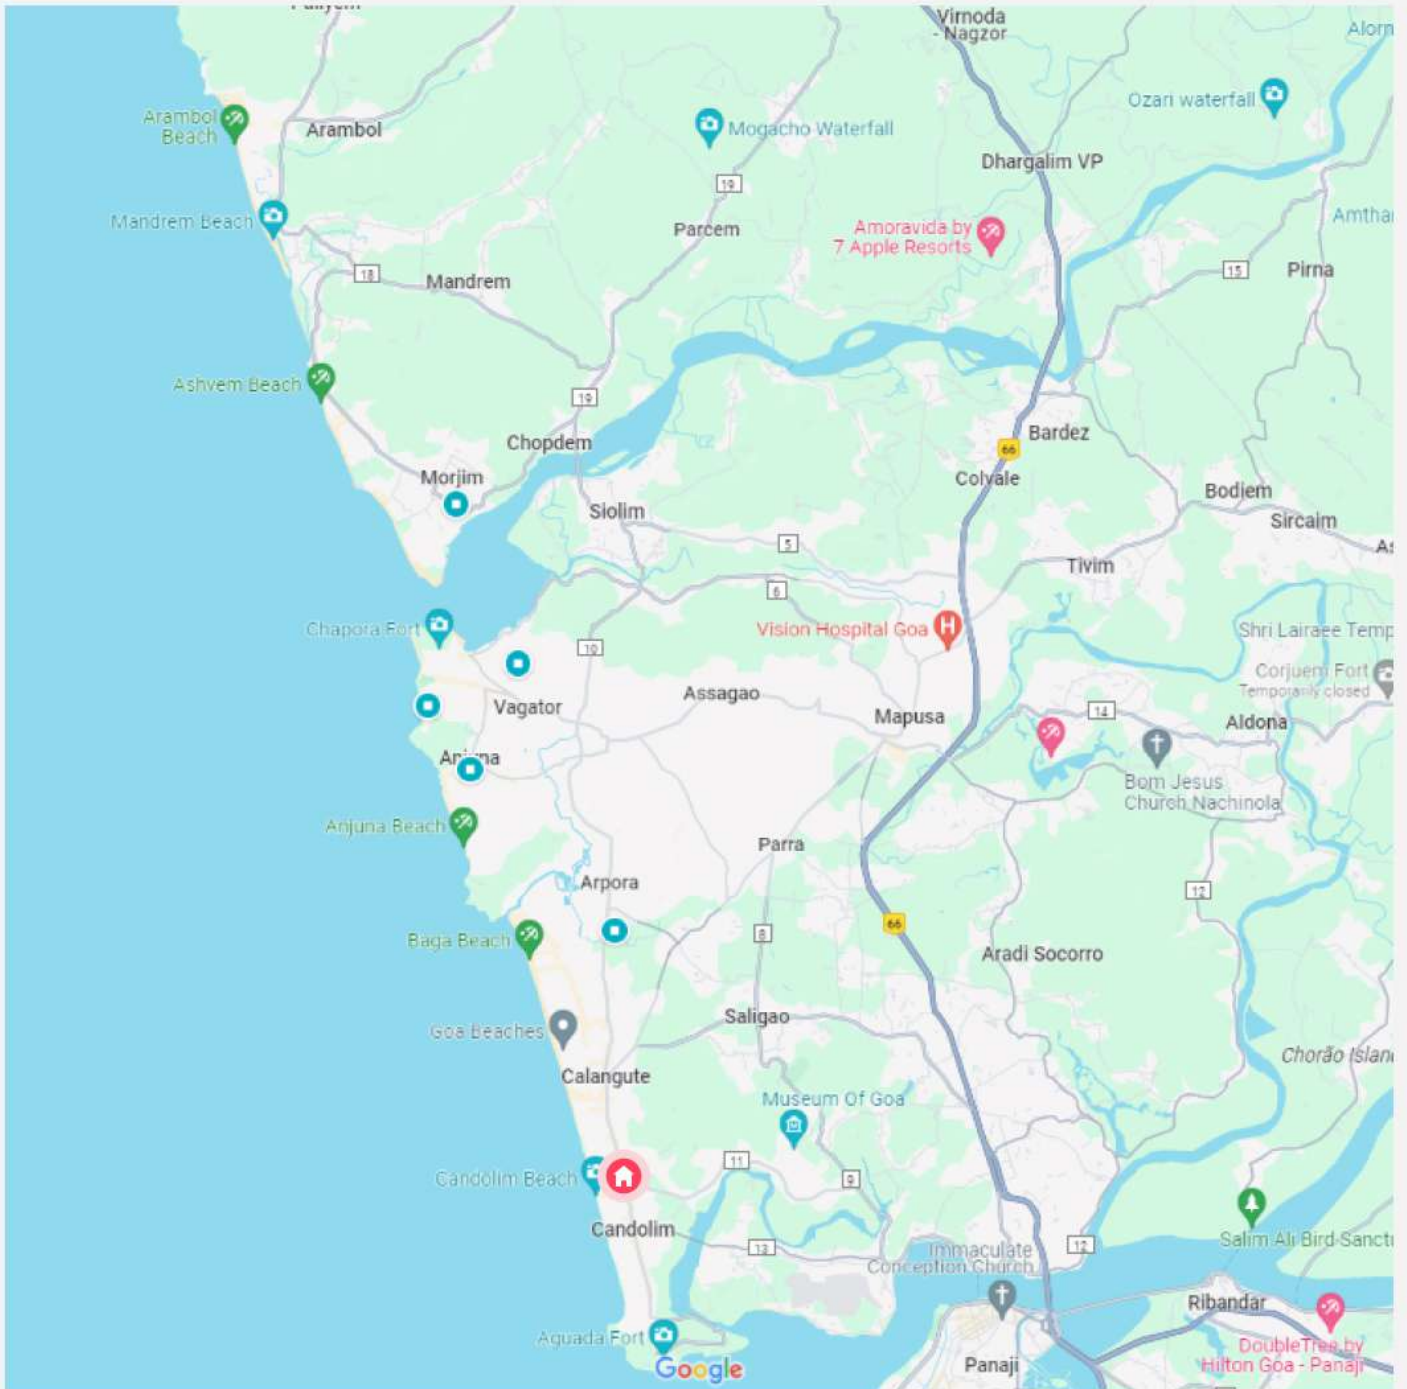 Virnoda
- Nagzor
Ozari waterfall
Arambol
Beach
Arambol
Mogacho Waterfall
Dhargalim VP
19
Mandrem Beach
Parcem
Amoravida by
7 Apple Resorts
18
Mandrem
15
Pirna
Ashvem Beach
19
Chopdem
Bardez
66
Morjim
Colvale
Bodiem
Siolim
Sircaim
5
Tivim
6
Chapora Fort
Vision Hospital Goa
H
Shri Lairaee Temp
10
Corjuem Fort
Temporarily closed
Assagao
Vagator
Mapusa
14
Aldona
Bom Jesus
Church Nachinola
Anjuna Beach
Parra
Arpora
12
66
8
Baga Beach
Aradi Socorro
Saligao
Goa Beaches
Chorão Islan
Calangute
Museum Of Goa
11
Candolim Beach
9
Candolim
13
12
Salim Ali Bird Sanctu
Immaculate
Conception Church
Ribandar
Aguada Fort
DoubleTree by
Hilton Goa - Panaji
Panaji
Google